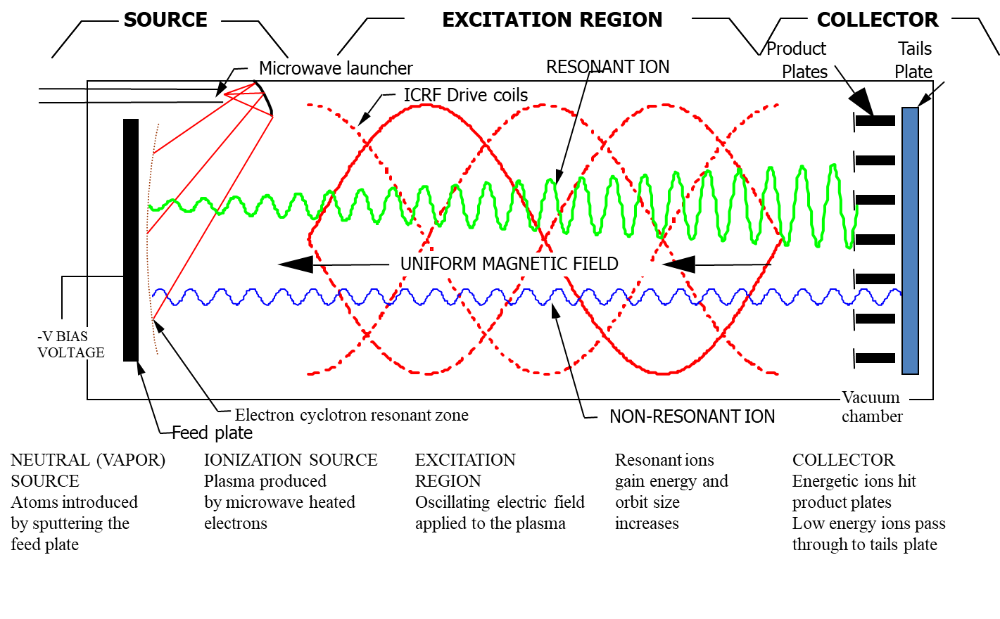 SOURCE
EXCITATION REGION
COLLECTOR
Product
Plates
Tails
Plate
Microwave launcher
RESONANT ION
ICRF Drive coils
UNIFORM MAGNETIC FIELD
-V BIAS
VOLTAGE
Electron cyclotron resonant zone
Feed plate
NON-RESONANT ION
Vacuum
chamber
NEUTRAL (VAPOR)
SOURCE
Atoms introduced
by sputtering the
feed plate
IONIZATION SOURCE
Plasma produced
by microwave heated
electrons
EXCITATION
REGION
Oscillating electric field
applied to the plasma
Resonant ions
gain energy and
orbit size
increases
COLLECTOR
Energetic ions hit
product plates
Low energy ions pass
through to tails plate